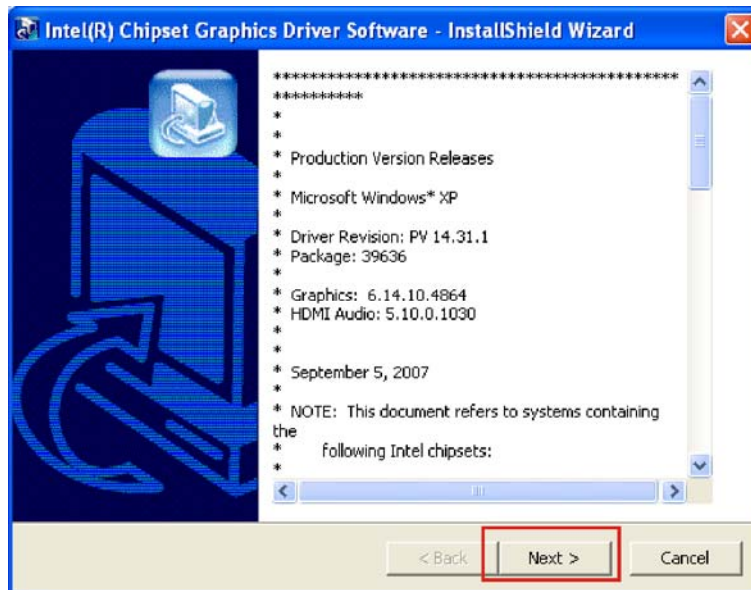 Intel(R) Chipset Graphics Driver Software - InstallShield Wizard
*********************************************
**********
*
*
* Production Version Releases
*
* Microsoft Windows* XP
*
* Driver Revision: PV 14.31.1
* Package: 39636
*
* Graphics: 6.14.10.4864
* HDMI Audio: 5.10.0.1030
*
*
* September 5, 2007
*
* NOTE: This document refers to systems containing
the
* following Intel chipsets:
*
< Back
Next >
Cancel